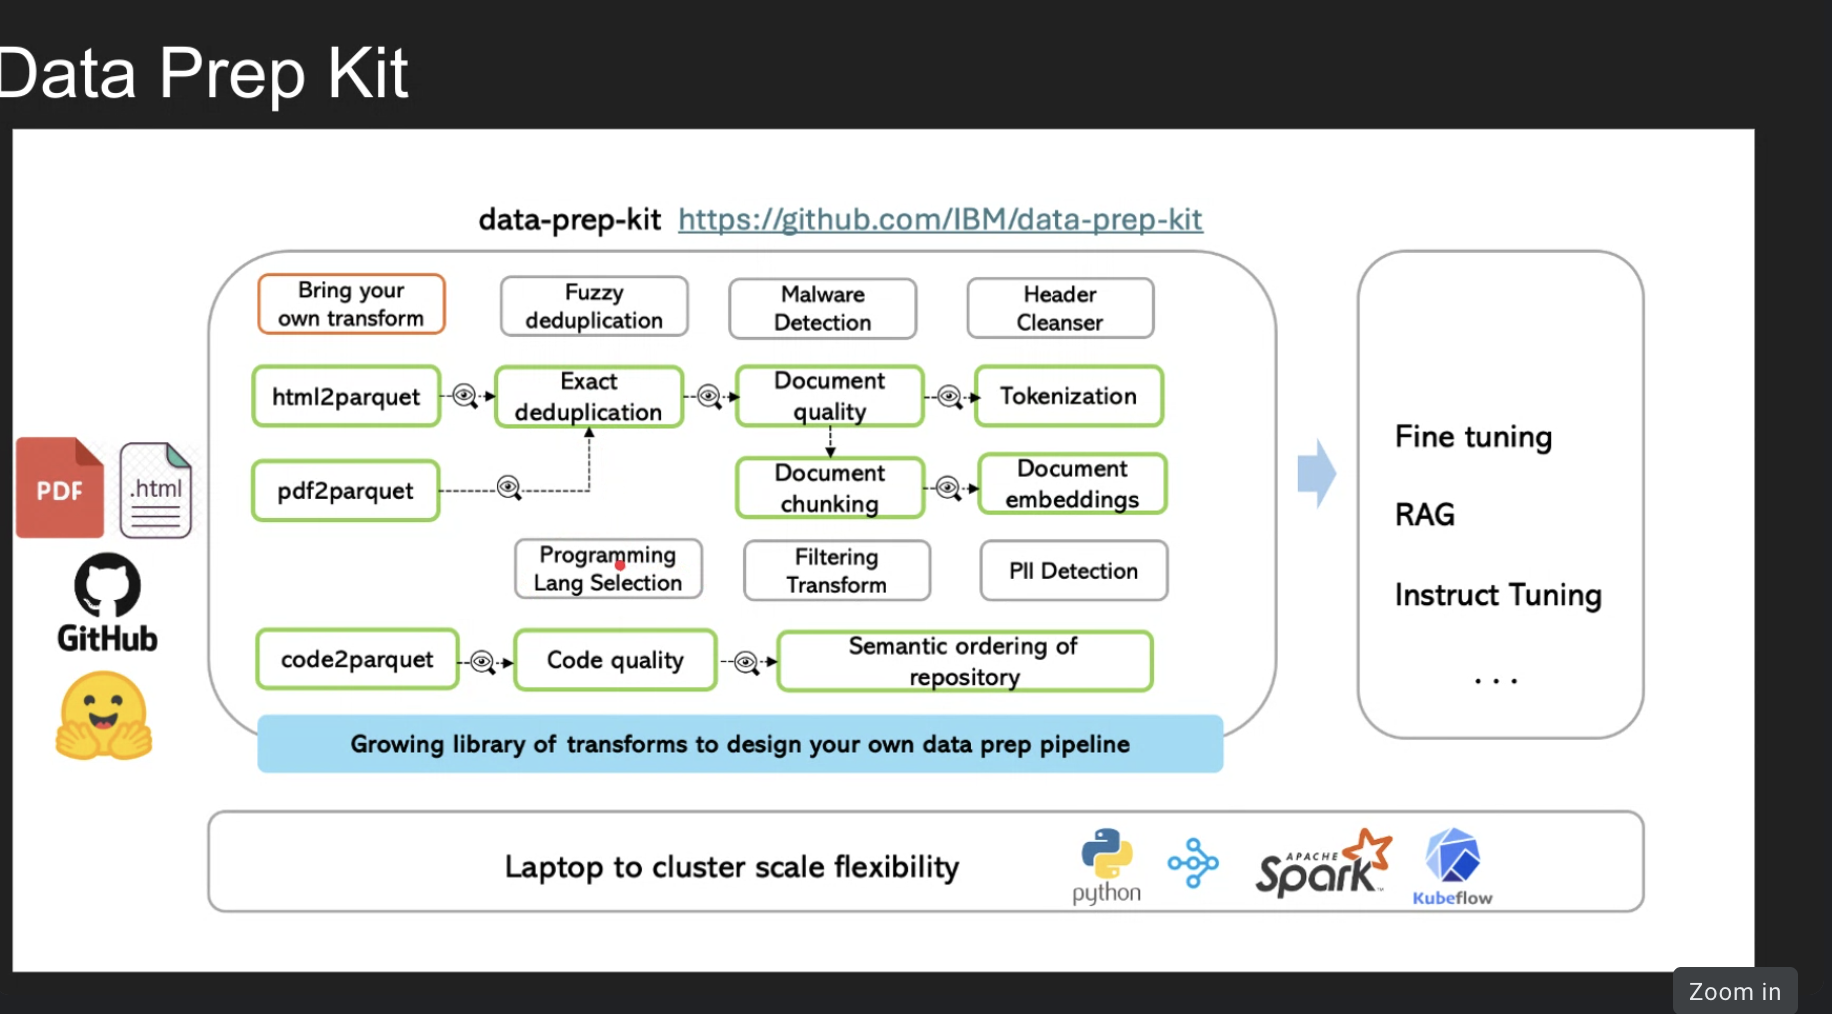 Data Prep Kit
data-prep-kit https://github.com/IBM/data-prep-kit
Bring your
own transform
Fuzzy
deduplication
Malware
Detection
Header
Cleanser
html2parquet
Exact
deduplication
Document
quality
Tokenization
PDF
.html
pdf2parquet
Document
chunking
Document
embeddings
Programming
Lang Selection
Filtering
Transform
PII Detection
GitHub
code2parquet
Code quality
Semantic ordering of
repository
Growing library of transforms to design your own data prep pipeline
Fine tuning
RAG
Instruct Tuning
...
Laptop to cluster scale flexibility
python
APACHE
Spark™
Kubeflow
Zoom in